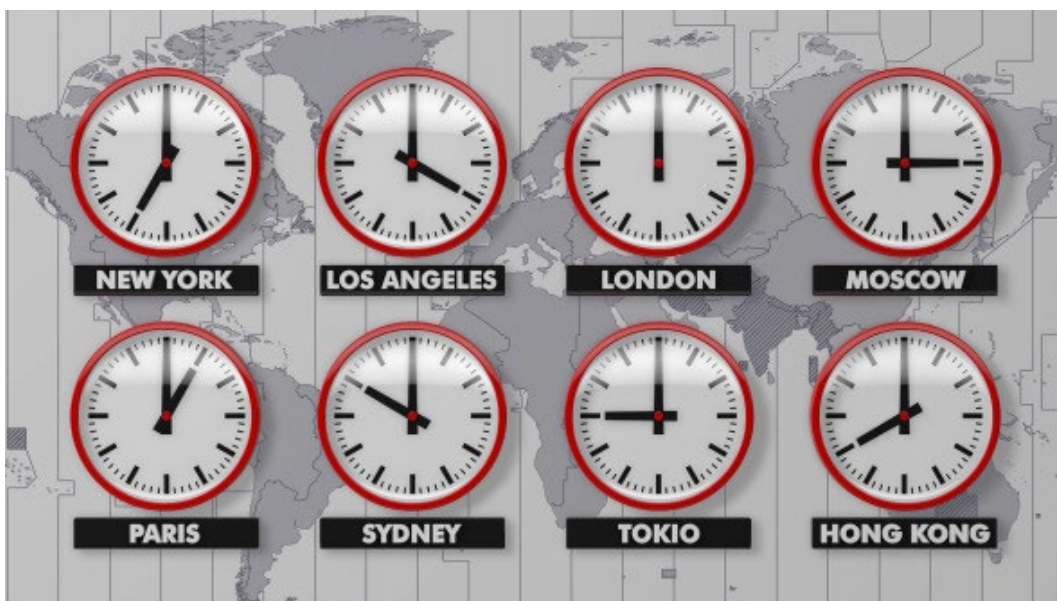 NEW YORK
LOS ANGELES
LONDON
MOSCOW
PARIS
SYDNEY
TOKIO
HONG KONG